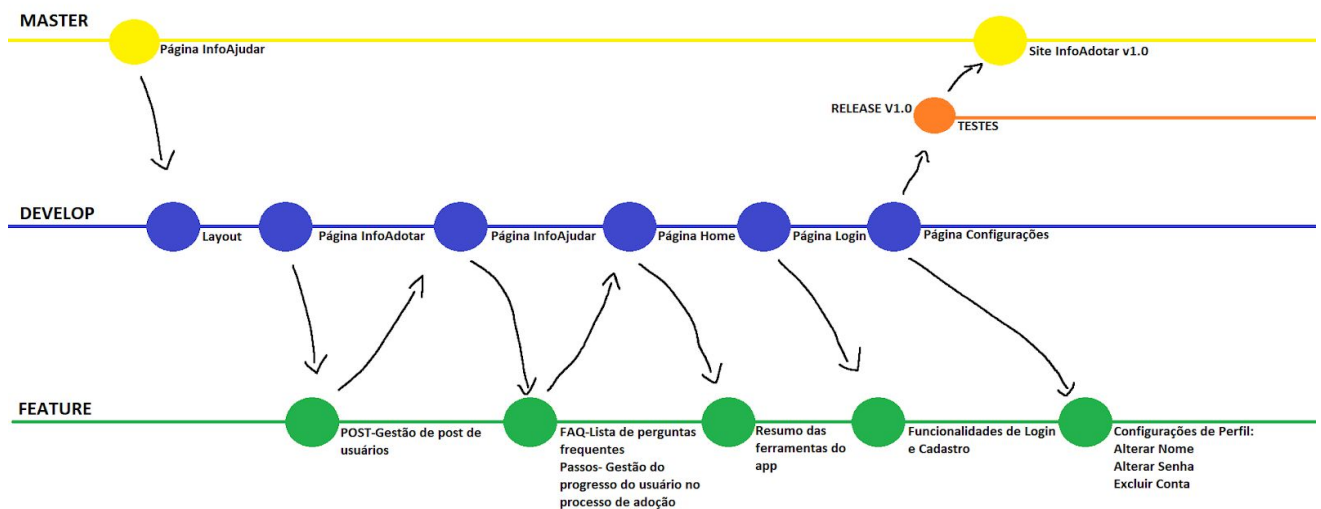 MASTER
Página InfoAjudar
Site InfoAdotar v1.0
RELEASE V1.0
TESTES
DEVELOP
Layout
Página InfoAdotar
Página InfoAjudar
Página Home
Página Login
Página Configurações
FEATURE
POST-Gestão de post de
usuários
FAQ-Lista de perguntas
frequentes
Passos- Gestão do
progresso do usuário no
processo de adoção
Resumo das
ferramentas do
app
Funcionalidades de Login
e Cadastro
Configurações de Perfil:
Alterar Nome
Alterar Senha
Excluir Conta